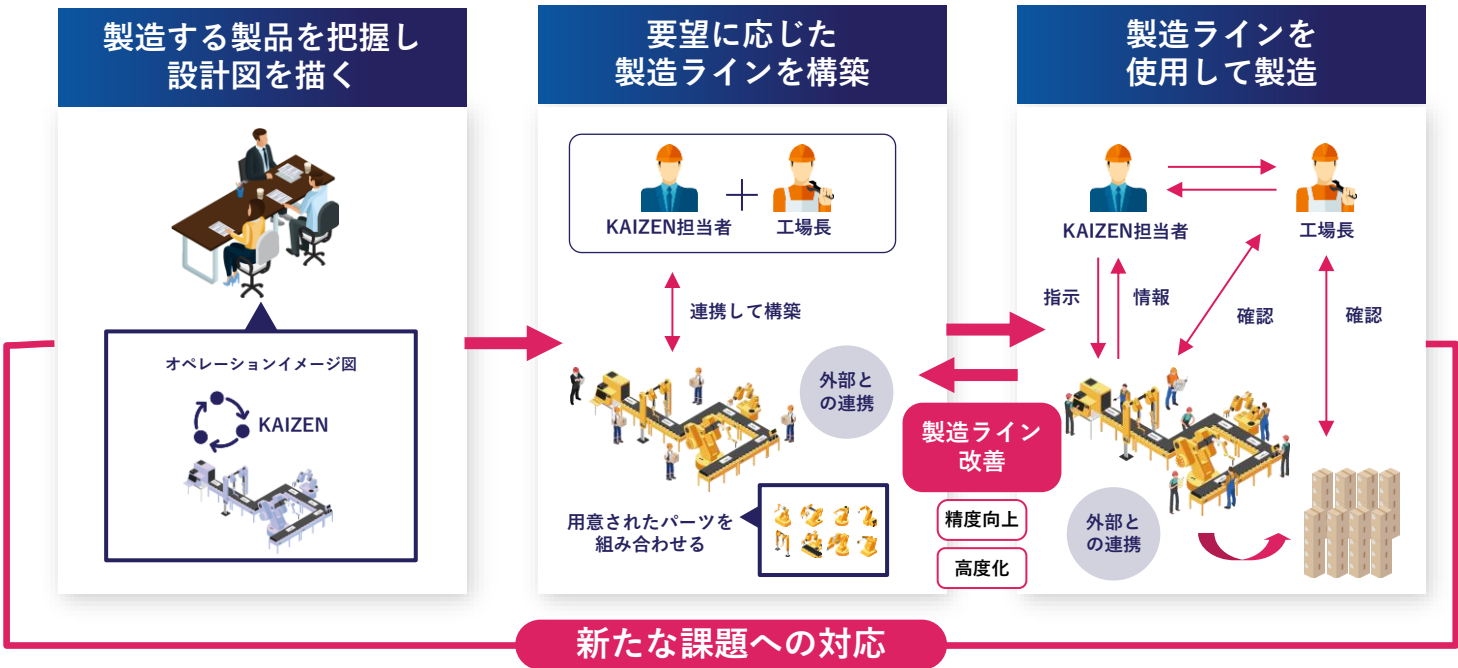 製造する製品を把握し
設計図を描く
オペレーションイメージ図
KAIZEN
要望に応じた
製造ラインを構築
KAIZEN担当者
工場長
連携して構築
外部と
の連携
用意されたパーツを
組み合わせる
製造ラインを
使用して製造
KAIZEN担当者
工場長
指示
情報
確認
確認
外部と
の連携
製造ライン
改善
精度向上
高度化
新たな課題への対応